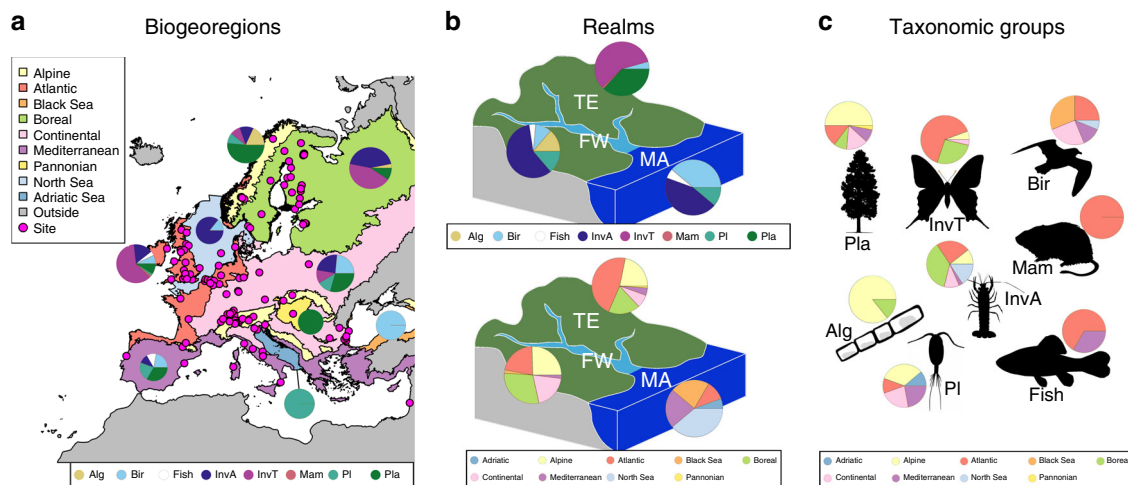 a Biogeoregions
Alpine
Atlantic
Black Sea
Boreal
Continental
Mediterranean
Pannonian
North Sea
Adriatic Sea
Outside
Site
Alg Bir Fish InvA InvT Mam Pl Pla
b Realms
TE
FW
MA
Alg Bir Fish InvA InvT Mam Pl Pla
TE
FW
MA
Adriatic Alpine Atlantic Black Sea Boreal
Continental Mediterranean North Sea Pannonian
c Taxonomic groups
Pla
InvT
Bir
Mam
InvA
Alg
Pl
Fish
Adriatic Alpine Atlantic Black Sea Boreal
Continental Mediterranean North Sea Pannonian